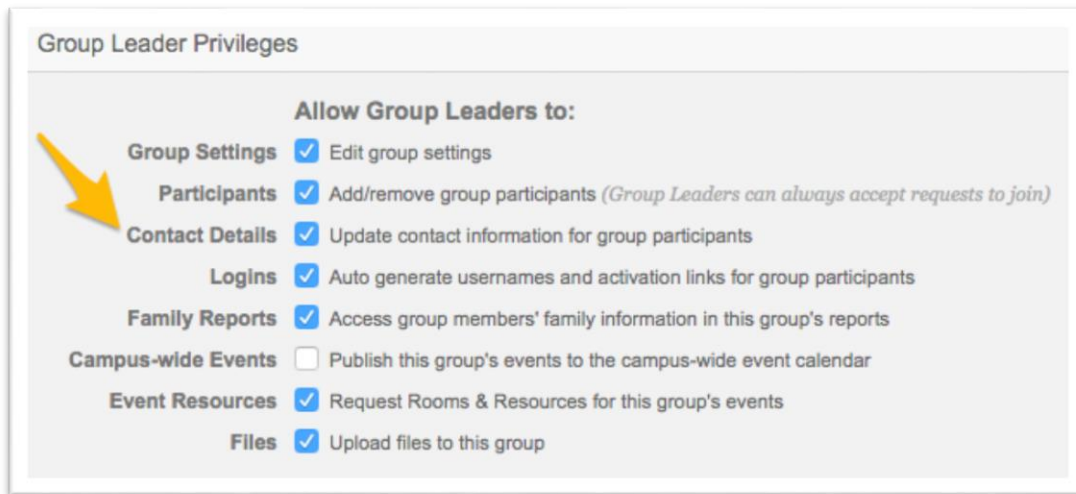 Group Leader Privileges
Allow Group Leaders to:
Group Settings Edit group settings
Participants Add/remove group participants (Group Leaders can always accept requests to join)
Contact Details Update contact information for group participants
Logins Auto generate usernames and activation links for group participants
Family Reports Access group members' family information in this group's reports
Campus-wide Events Publish this group's events to the campus-wide event calendar
Event Resources Request Rooms & Resources for this group's events
Files Upload files to this group